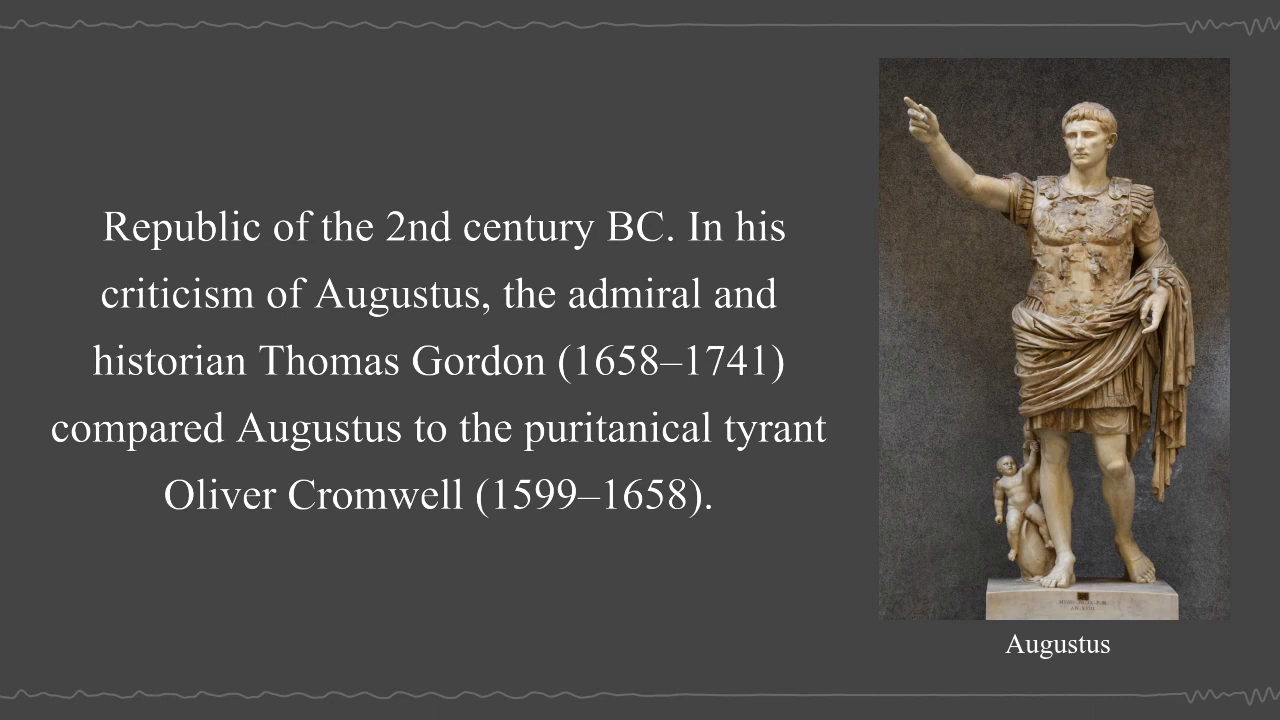 Republic of the 2nd century BC. In his
criticism of Augustus, the admiral and
historian Thomas Gordon (1658–1741)
compared Augustus to the puritanical tyrant
Oliver Cromwell (1599–1658).
Augustus